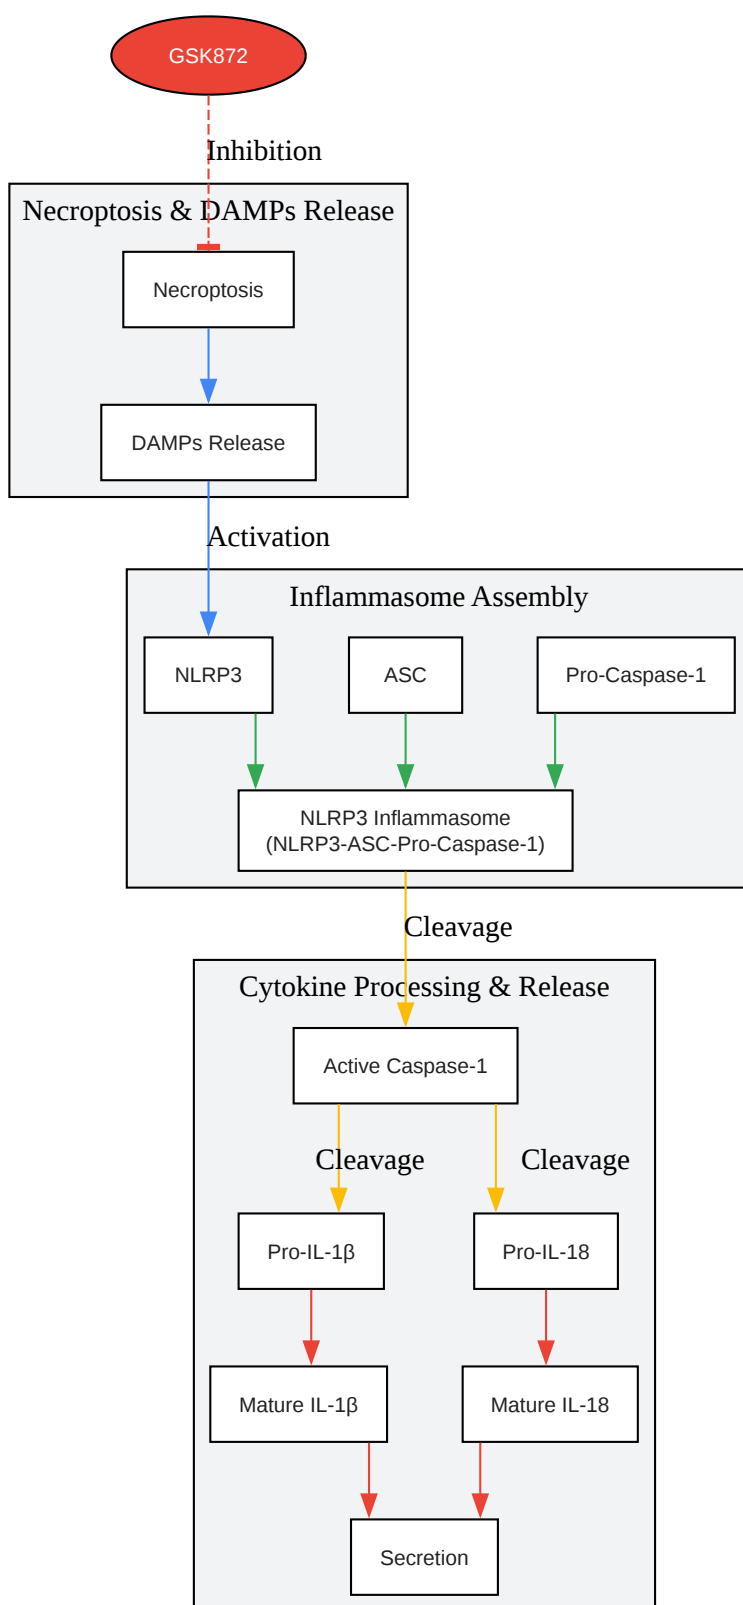 GSK872
Inhibition
Necroptosis & DAMPs Release
Necroptosis
DAMPs Release
Activation
Inflammasome Assembly
NLRP3
ASC
Pro-Caspase-1
NLRP3 Inflammasome
(NLRP3-ASC-Pro-Caspase-1)
Cleavage
Cytokine Processing & Release
Active Caspase-1
Cleavage
Cleavage
Pro-IL-1β
Pro-IL-18
Mature IL-1β
Mature IL-18
Secretion